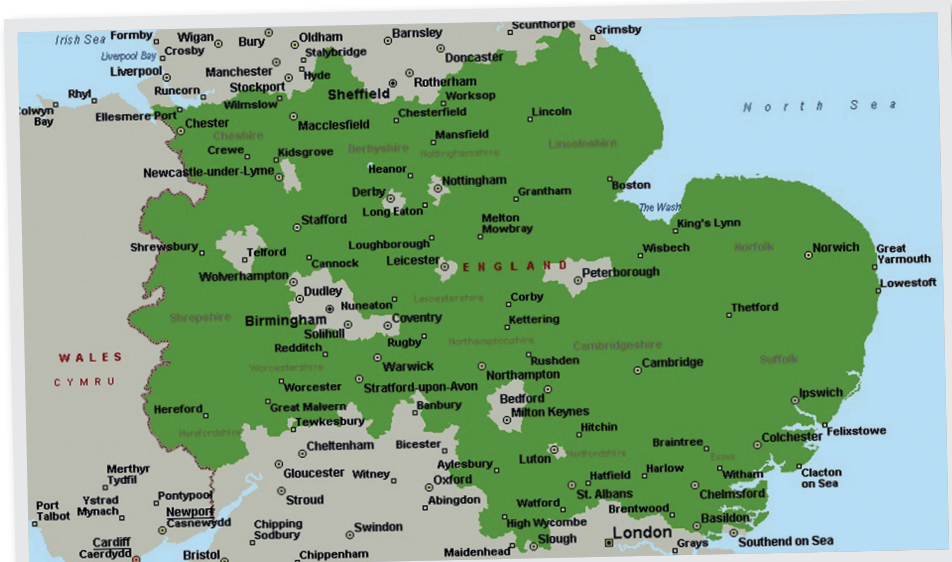 Scunthorpe
Grimsby
Irish Sea
Formby
Wigan
Bury
Oldham
Barnsley
Crosby
Stalybridge
Doncaster
Liverpool Bay
Liverpool
Manchester
Hyde
Rotherham
Stockport
Sheffield
Runcorn
Rhyl
Wilmslow
Worksop
North Sea
Colwyn
Bay
Ellesmere Port
Chester
Macclesfield
Chesterfield
Lincoln
Cheshire
Mansfield
Crewe
Kidsgrove
Derbyshire
Nottinghamshire
Lincolnshire
Newcastle-under-Lyme
Heanor
Nottingham
Boston
Derby
Grantham
Long Eaton
The Wash
Stafford
Melton
Mowbray
King's Lynn
Shrewsbury
Loughborough
Wisbech
Norfolk
Norwich
Great
Yarmouth
Telford
Cannock
Leicester
ENGLAND
Peterborough
Wolverhampton
Lowestoft
Dudley
Nuneaton
Leicestershire
Corby
Thetford
Shropshire
Birmingham
Coventry
Kettering
Solihull
Rugby
Northamptonshire
Cambridgeshire
Redditch
WALES
Warwick
Rushden
Cambridge
Suffolk
Worcestershire
Northampton
CYMRU
Worcester
Stratford-upon-Avon
Bedford
Ipswich
Hereford
Great Malvern
Banbury
Milton Keynes
Tewkesbury
Felixstowe
Herefordshire
Hitchin
Cheltenham
Bicester
Braintree
Colchester
Luton
Hertfordshire
Essex
Merthyr
Tydfil
Gloucester
Witney
Aylesbury
Harlow
Witham
Clacton
on Sea
Oxford
Hatfield
Port
Talbot
Ystrad
Mynach
Pontypool
Stroud
Abingdon
St. Albans
Chelmsford
Watford
Brentwood
Newport
Casnewydd
Chipping
Sodbury
Swindon
High Wycombe
Basildon
Cardiff
Caerdydd
London
Southend on Sea
Slough
Bristol
Chippenham
Maidenhead
Grays